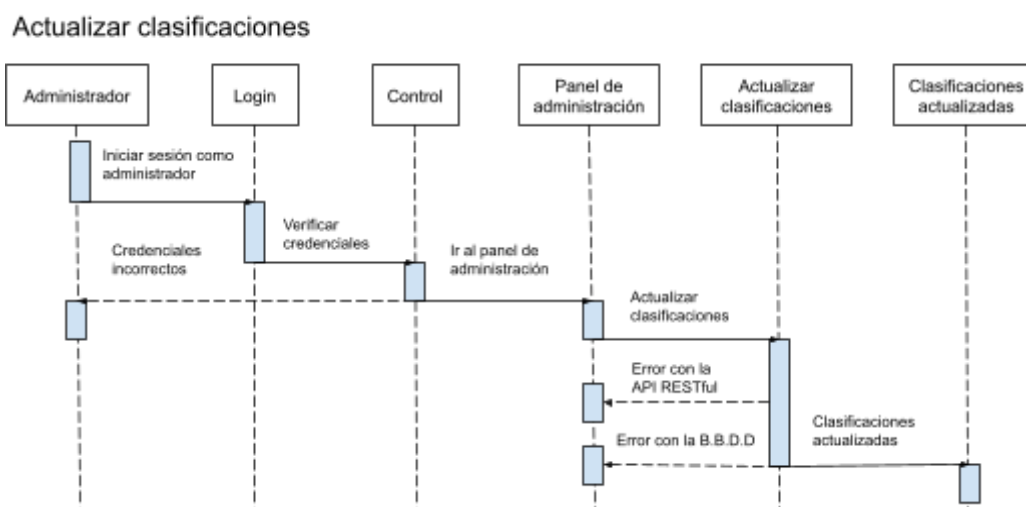 Actualizar clasificaciones
Administrador
Login
Control
Panel de
administración
Actualizar
clasificaciones
Clasificaciones
actualizadas
Iniciar sesión como
administrador
Verificar
credenciales
Credenciales
incorrectos
Ir al panel de
administración
Actualizar
clasificaciones
Error con la
API RESTful
Clasificaciones
actualizadas
Error con la B.B.D.D